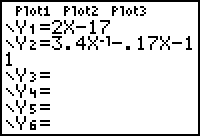 Plot1 Plot2 Plot3
\Y₁=2X-17
\Y₂=3.4X⁻¹-.17X-1
1
\Y₃=
\Y₄=
\Y₅=
\Y₆=